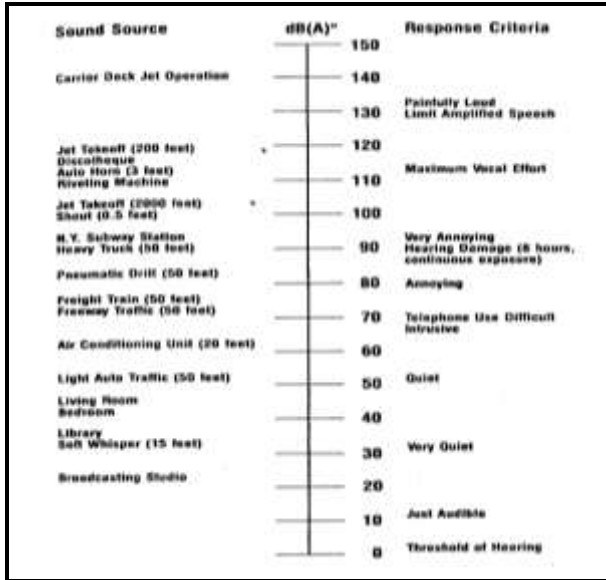 Sound Source dB(A)* Response Criteria
150
Carrier Deck Jet Operation 140
130 Painfully Loud
Limit Amplified Speech
Jet Takeoff (200 feet) 120
Discotheque
Auto Horn (3 feet) Maximum Vocal Effort
Riveting Machine 110
Jet Takeoff (2000 feet)
Shout (0.5 feet) 100
N.Y. Subway Station Very Annoying
Heavy Truck (50 feet) 90 Hearing Damage (8 hours,
continuous exposure)
Pneumatic Drill (50 feet) 80 Annoying
Freight Train (50 feet)
Freeway Traffic (50 feet) 70 Telephone Use Difficult
Intrusive
Air Conditioning Unit (20 feet) 60
Light Auto Traffic (50 feet) 50 Quiet
Living Room
Bedroom 40
Library
Soft Whisper (15 feet) 30 Very Quiet
Broadcasting Studio 20
10 Just Audible
0 Threshold of Hearing